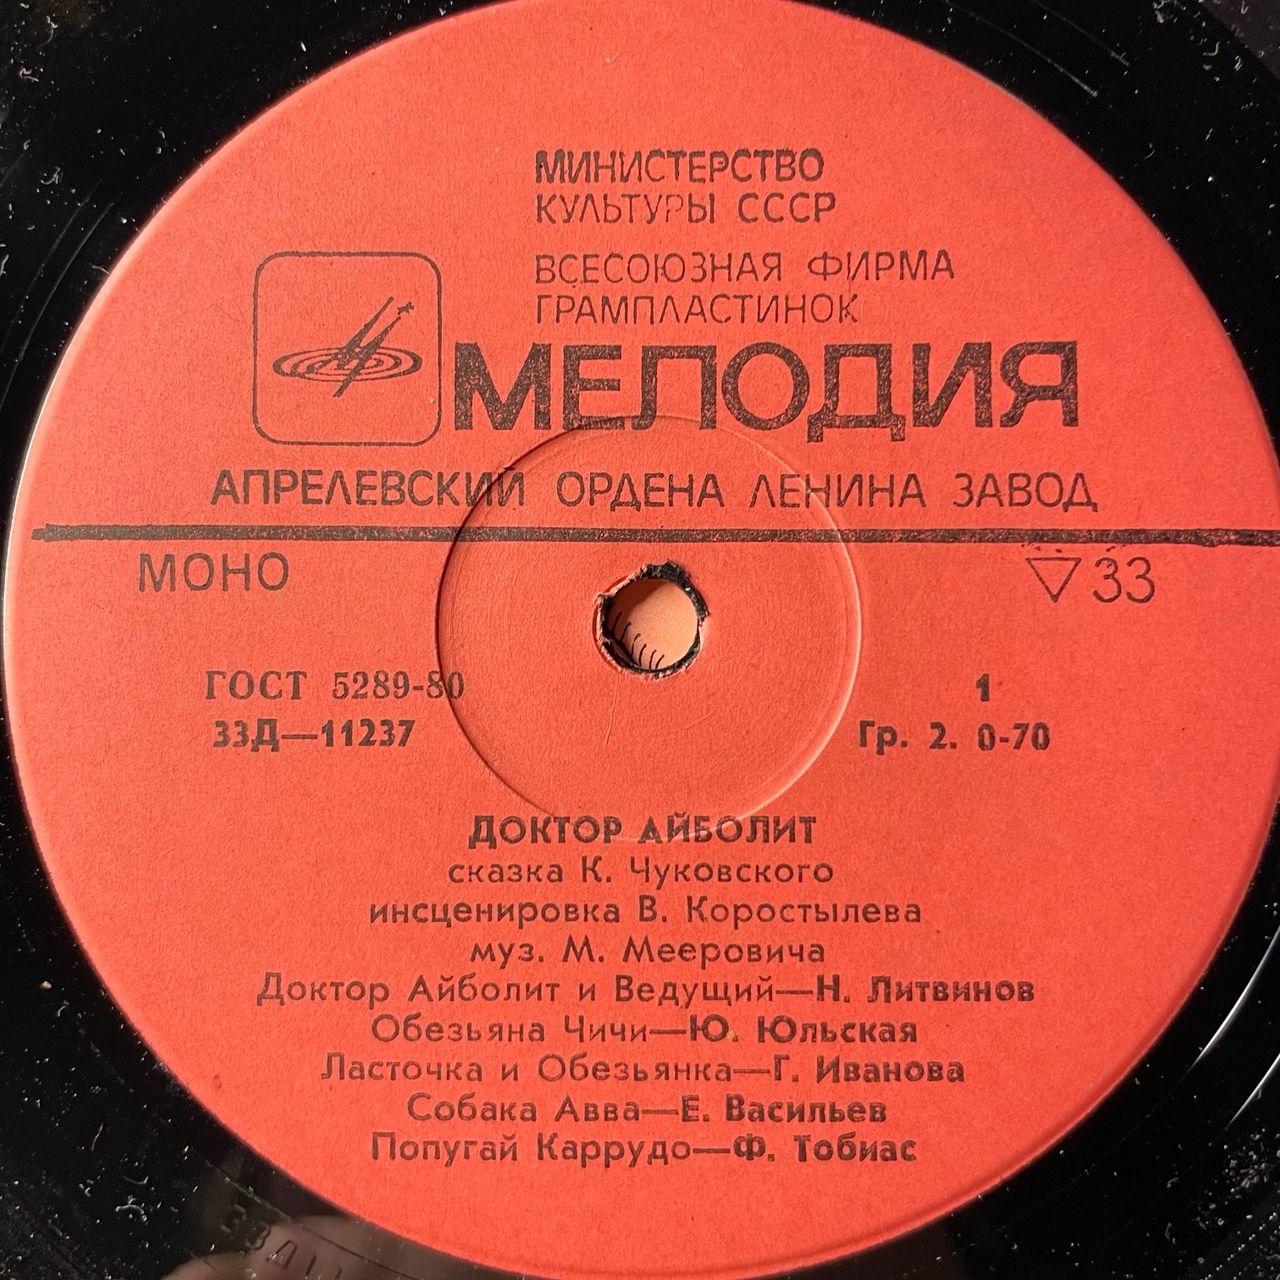 МИНИСТЕРСТВО
КУЛЬТУРЫ СССР
ВСЕСОЮЗНАЯ ФИРМА
ГРАМПЛАСТИНОК
МЕЛОДИЯ
АПРЕЛЕВСКИЙ ОРДЕНА ЛЕНИНА ЗАВОД
МОНО
▽33
ГОСТ 5289-80
1
33Д—11237
Гр. 2. 0-70
ДОКТОР АЙБОЛИТ
сказка К. Чуковского
инсценировка В. Коростылева
муз. М. Мееровича
Доктор Айболит и Ведущий—Н. Литвинов
Обезьяна Чичи—Ю. Юльская
Ласточка и Обезьянка—Г. Иванова
Собака Авва—Е. Васильев
Попугай Каррудо—Ф. Тобиас